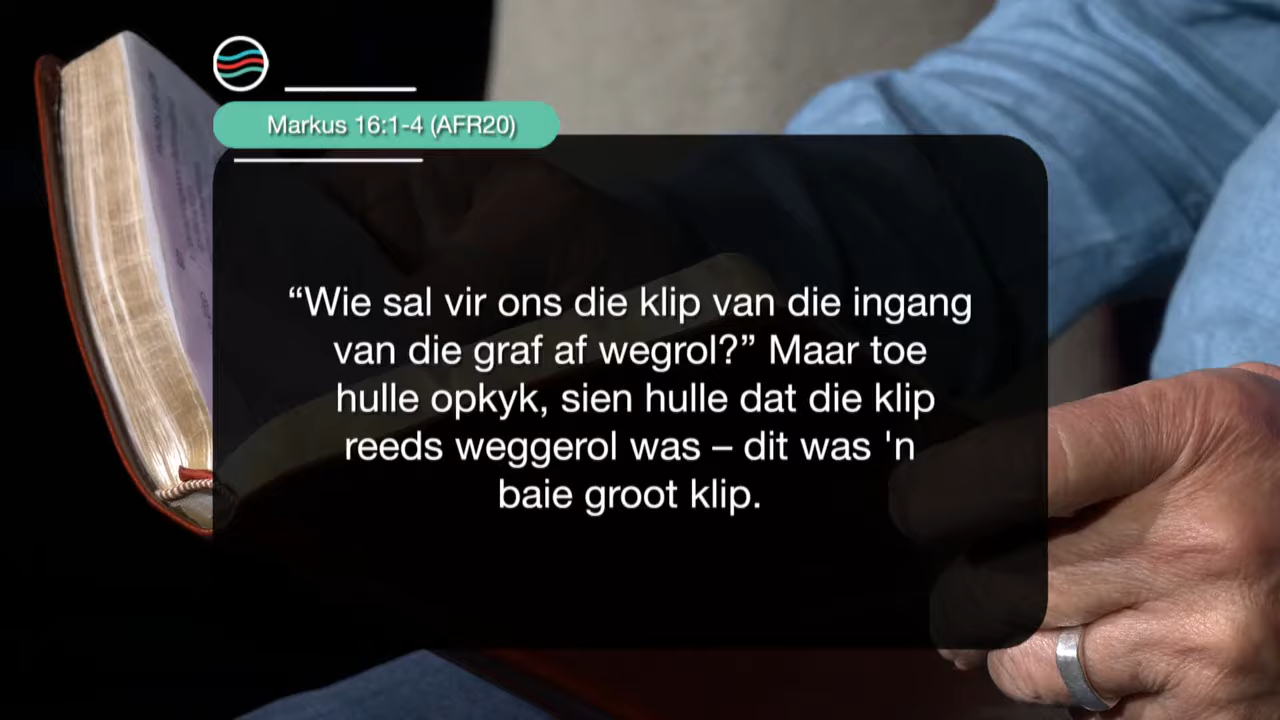 Markus 16:1-4 (AFR20)
“Wie sal vir ons die klip van die ingang
van die graf af wegrol?” Maar toe
hulle opkyk, sien hulle dat die klip
reeds weggerol was – dit was 'n
baie groot klip.